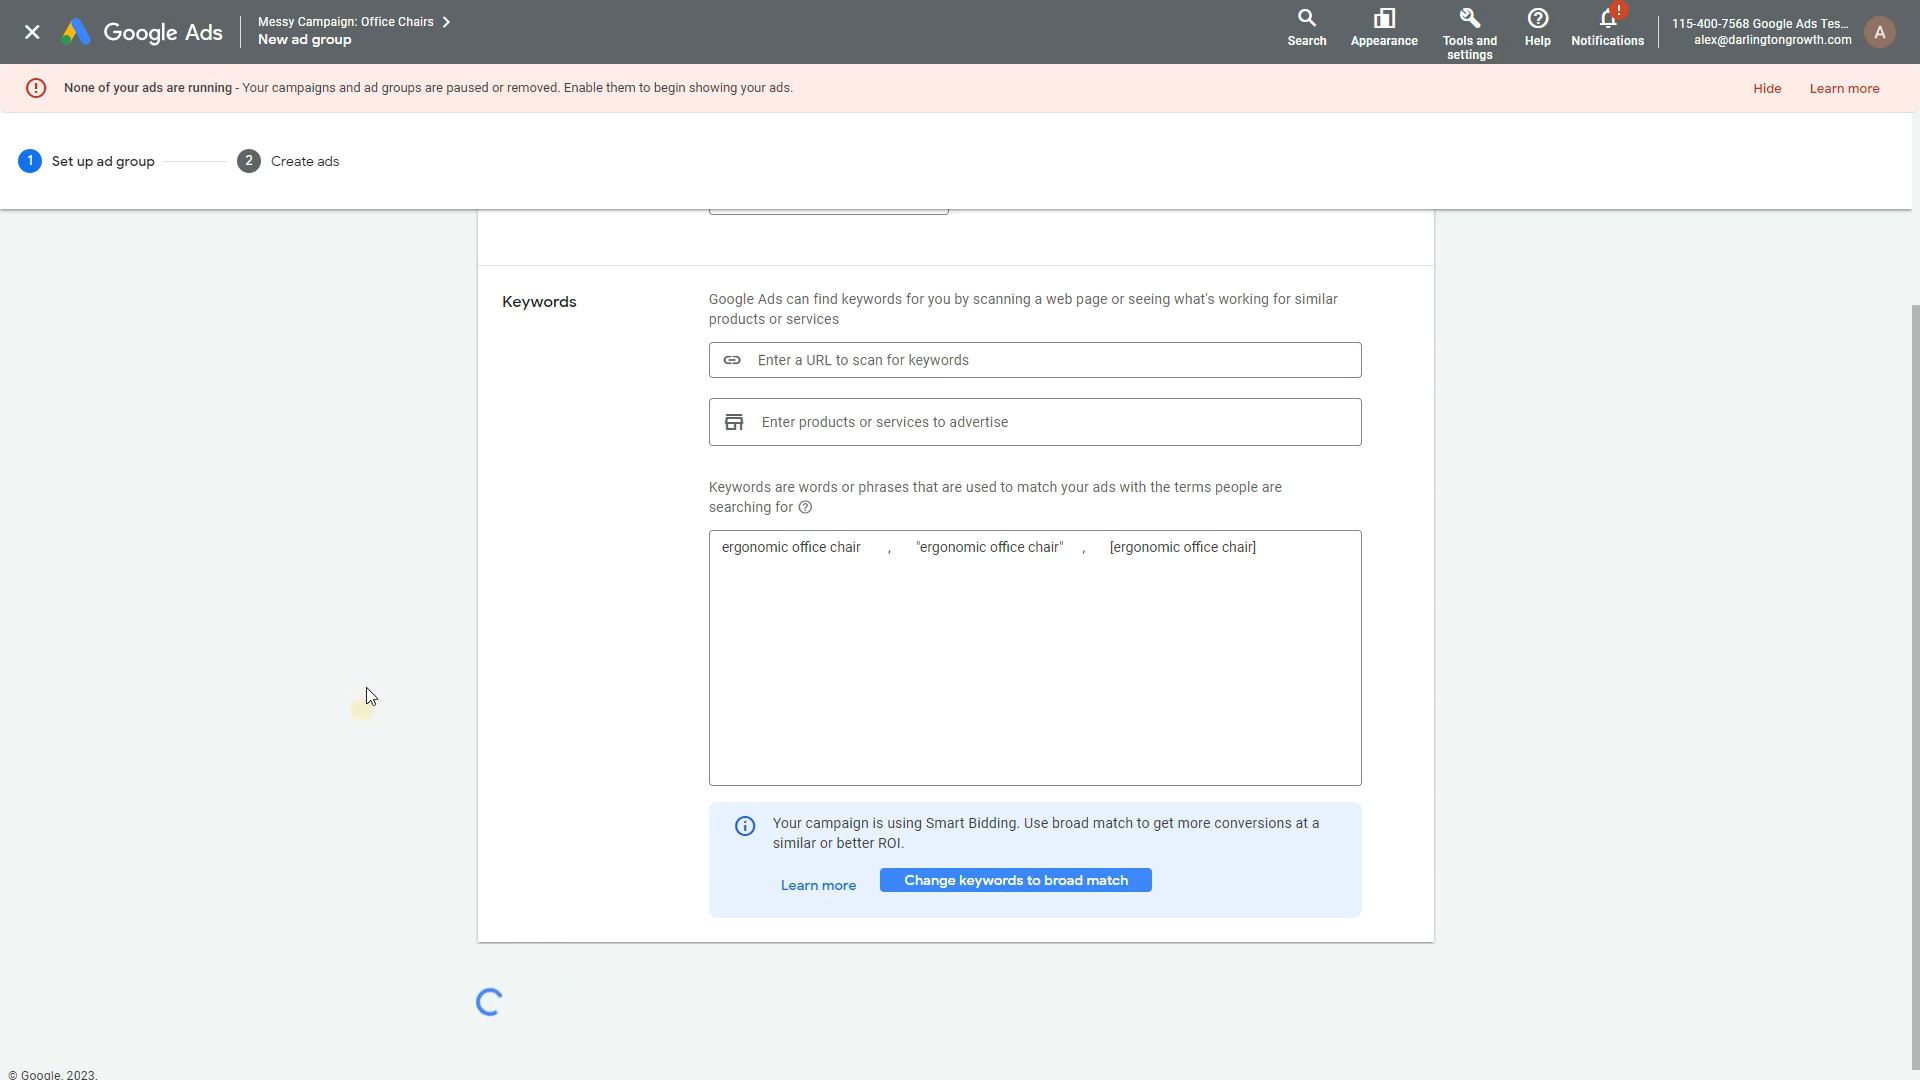 Google Ads
Messy Campaign: Office Chairs
New ad group
Search
Appearance
Tools and
settings
Help
!
Notifications
115-400-7568 Google Ads Tes...
alex@darlingtongrowth.com
A
None of your ads are running - Your campaigns and ad groups are paused or removed. Enable them to begin showing your ads.
Hide
Learn more
1 Set up ad group
2 Create ads
Keywords
Google Ads can find keywords for you by scanning a web page or seeing what's working for similar
products or services
Enter a URL to scan for keywords
Enter products or services to advertise
Keywords are words or phrases that are used to match your ads with the terms people are
searching for
ergonomic office chair , "ergonomic office chair" , [ergonomic office chair]
Your campaign is using Smart Bidding. Use broad match to get more conversions at a
similar or better ROI.
Learn more
Change keywords to broad match
© Google, 2023.